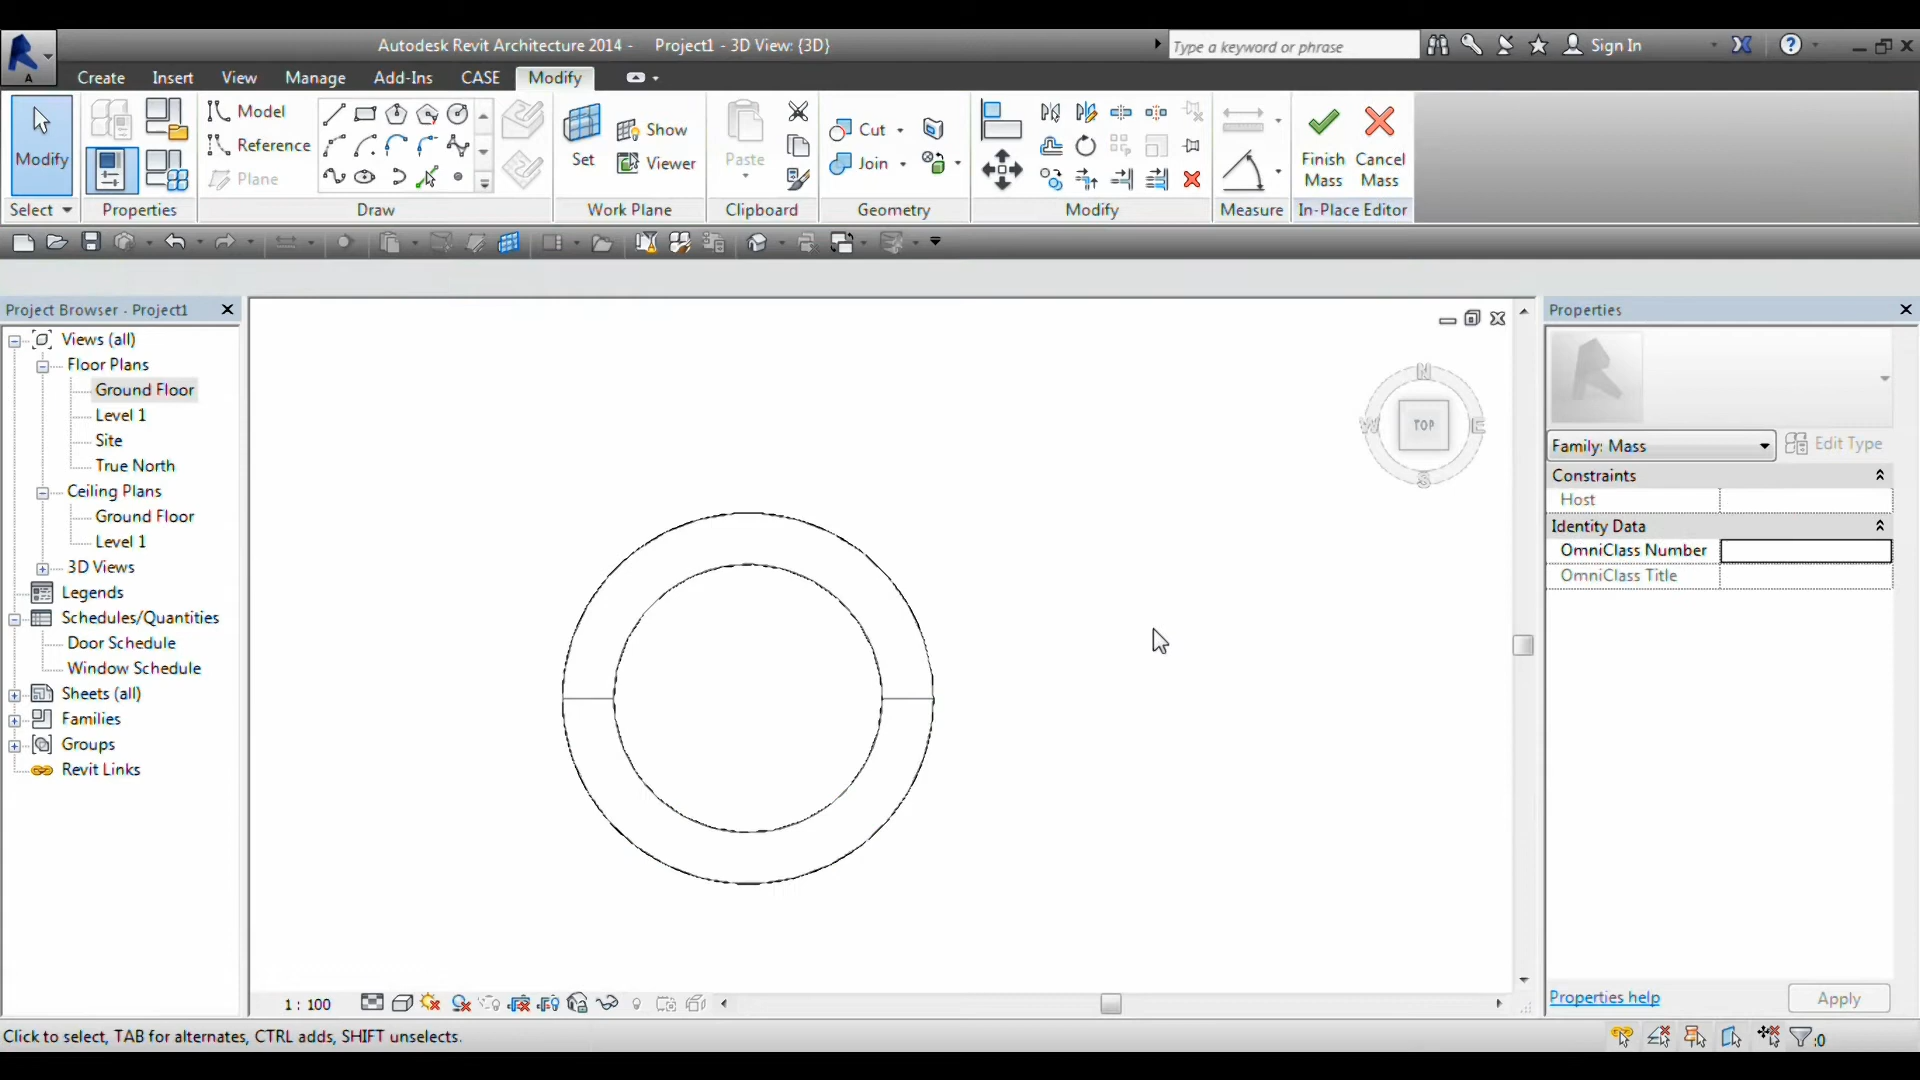 Autodesk Revit Architecture 2014 - Project1 - 3D View: {3D}
Type a keyword or phrase
Sign In
A
Create Insert View Manage Add-Ins CASE Modify
Modify
Model
Reference
Plane
Set
Show
Viewer
Paste
Cut
Join
Finish Mass
Cancel Mass
Select Properties Draw Work Plane Clipboard Geometry Modify Measure In-Place Editor
Project Browser - Project1
Views (all)
Floor Plans
Ground Floor
Level 1
Site
True North
Ceiling Plans
Ground Floor
Level 1
3D Views
Legends
Schedules/Quantities
Door Schedule
Window Schedule
Sheets (all)
Families
Groups
Revit Links
N
W TOP E
S
Properties
Family: Mass
Edit Type
Constraints
Host
Identity Data
OmniClass Number
OmniClass Title
Properties help
Apply
1 : 100
Click to select, TAB for alternates, CTRL adds, SHIFT unselects.
:0